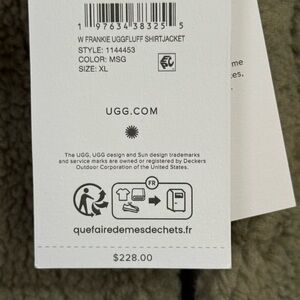 1 97634 38325 5
W FRANKIE UGGFLUFF SHIRTJACKET
STYLE: 1144453
COLOR: MSG
SIZE: XL
UGG.COM
The UGG, UGG design and Sun design trademarks
and service marks are owned or registered by Deckers
Outdoor Corporation of the United States.
FR
quefairedemesdechets.fr
$228.00
me